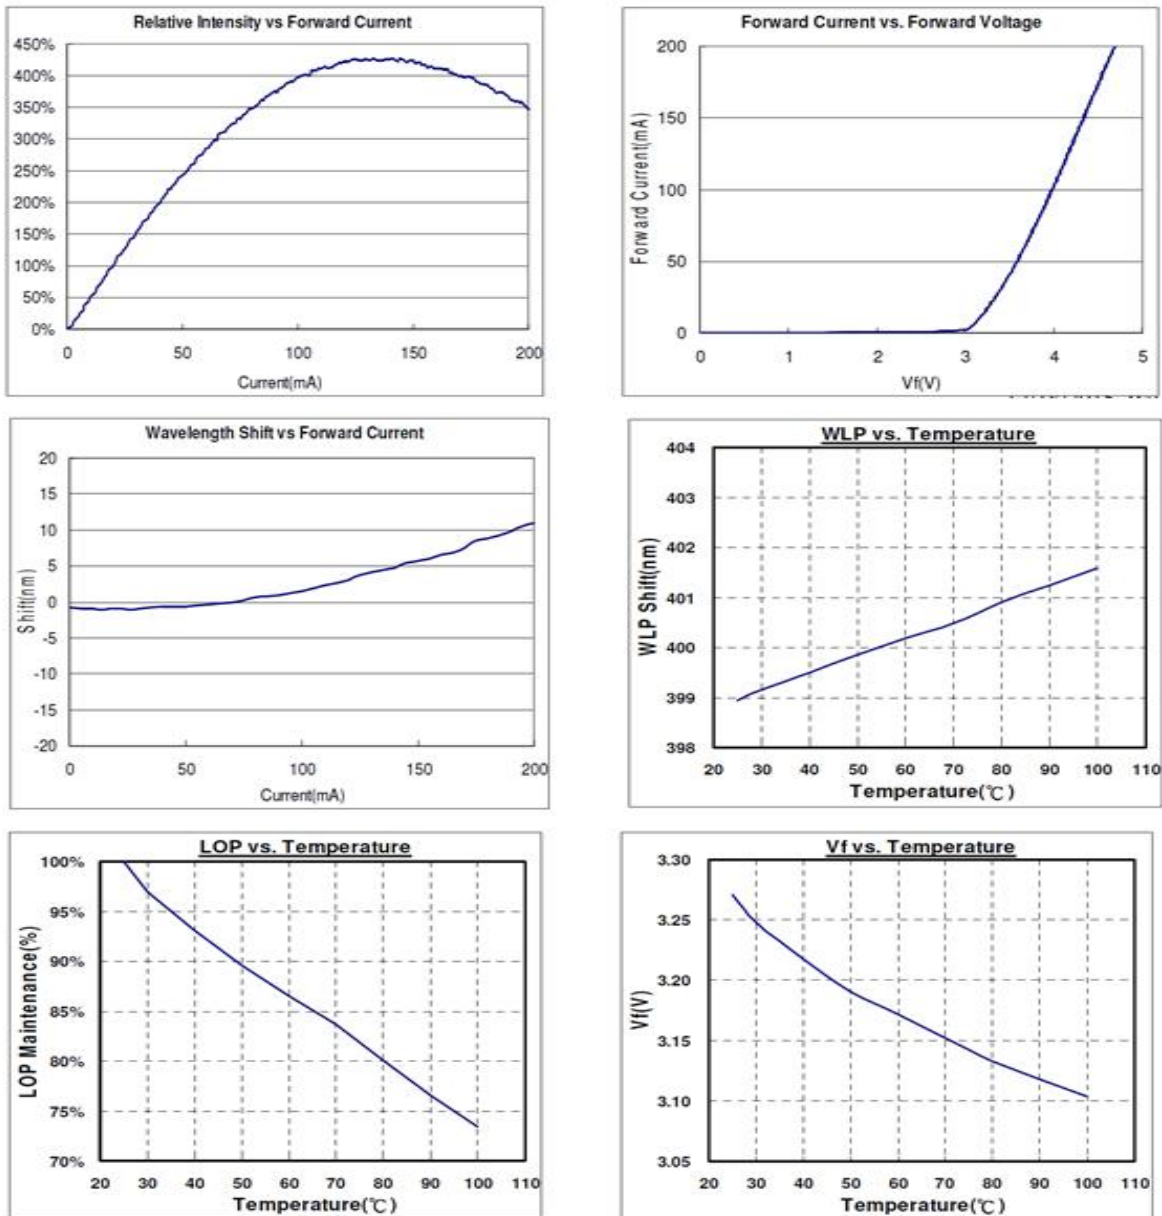 Relative Intensity vs Forward Current
450%
400%
350%
300%
250%
200%
150%
100%
50%
0%
0 50 100 150 200
Current(mA)
Forward Current vs. Forward Voltage
Forward Current(mA)
200
150
100
50
0
0 1 2 3 4 5
Vf(V)
Wavelength Shift vs Forward Current
Shift(nm)
20
15
10
5
0
-5
-10
-15
-20
0 50 100 150 200
Current(mA)
WLP vs. Temperature
WLP Shift(nm)
404
403
402
401
400
399
398
20 30 40 50 60 70 80 90 100 110
Temperature(℃)
LOP vs. Temperature
LOP Maintenance(%)
100%
95%
90%
85%
80%
75%
70%
20 30 40 50 60 70 80 90 100 110
Temperature(℃)
Vf vs. Temperature
Vf(V)
3.30
3.25
3.20
3.15
3.10
3.05
20 30 40 50 60 70 80 90 100 110
Temperature(℃)